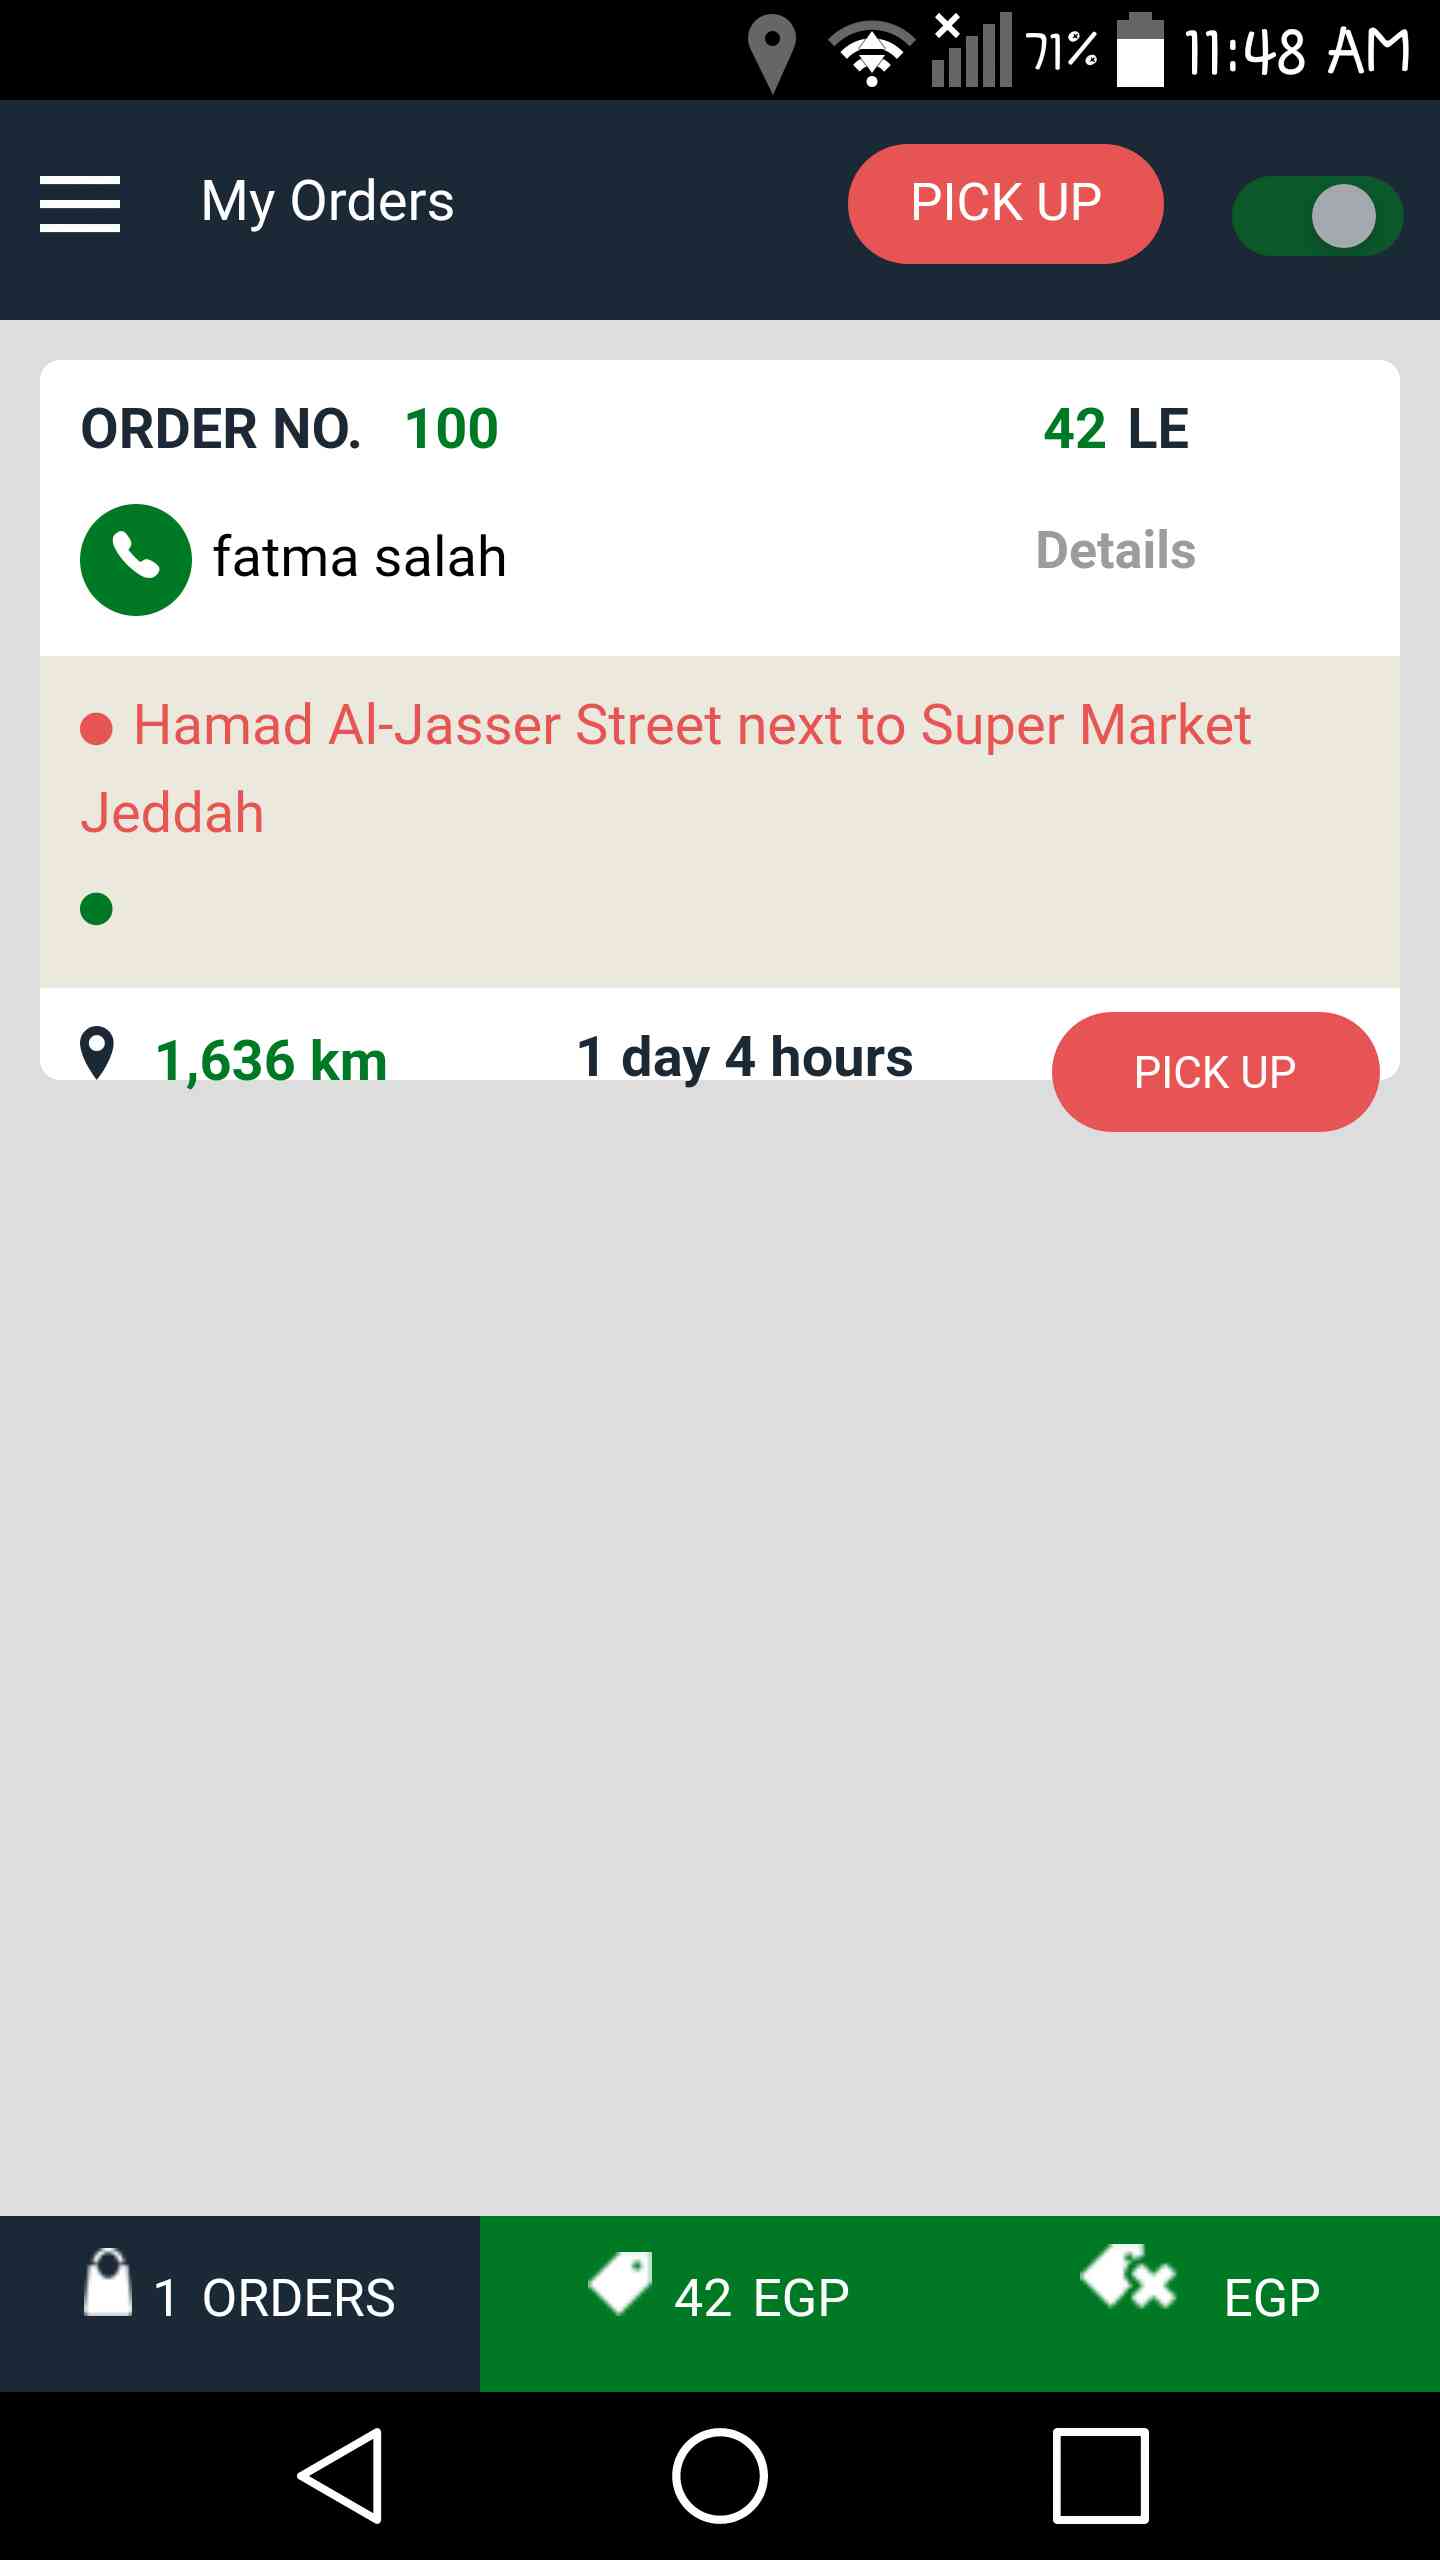 71% 11:48 AM
My Orders PICK UP
ORDER NO. 100 42 LE
fatma salah Details
Hamad Al-Jasser Street next to Super Market
Jeddah
1,636 km 1 day 4 hours PICK UP
1 ORDERS 42 EGP EGP